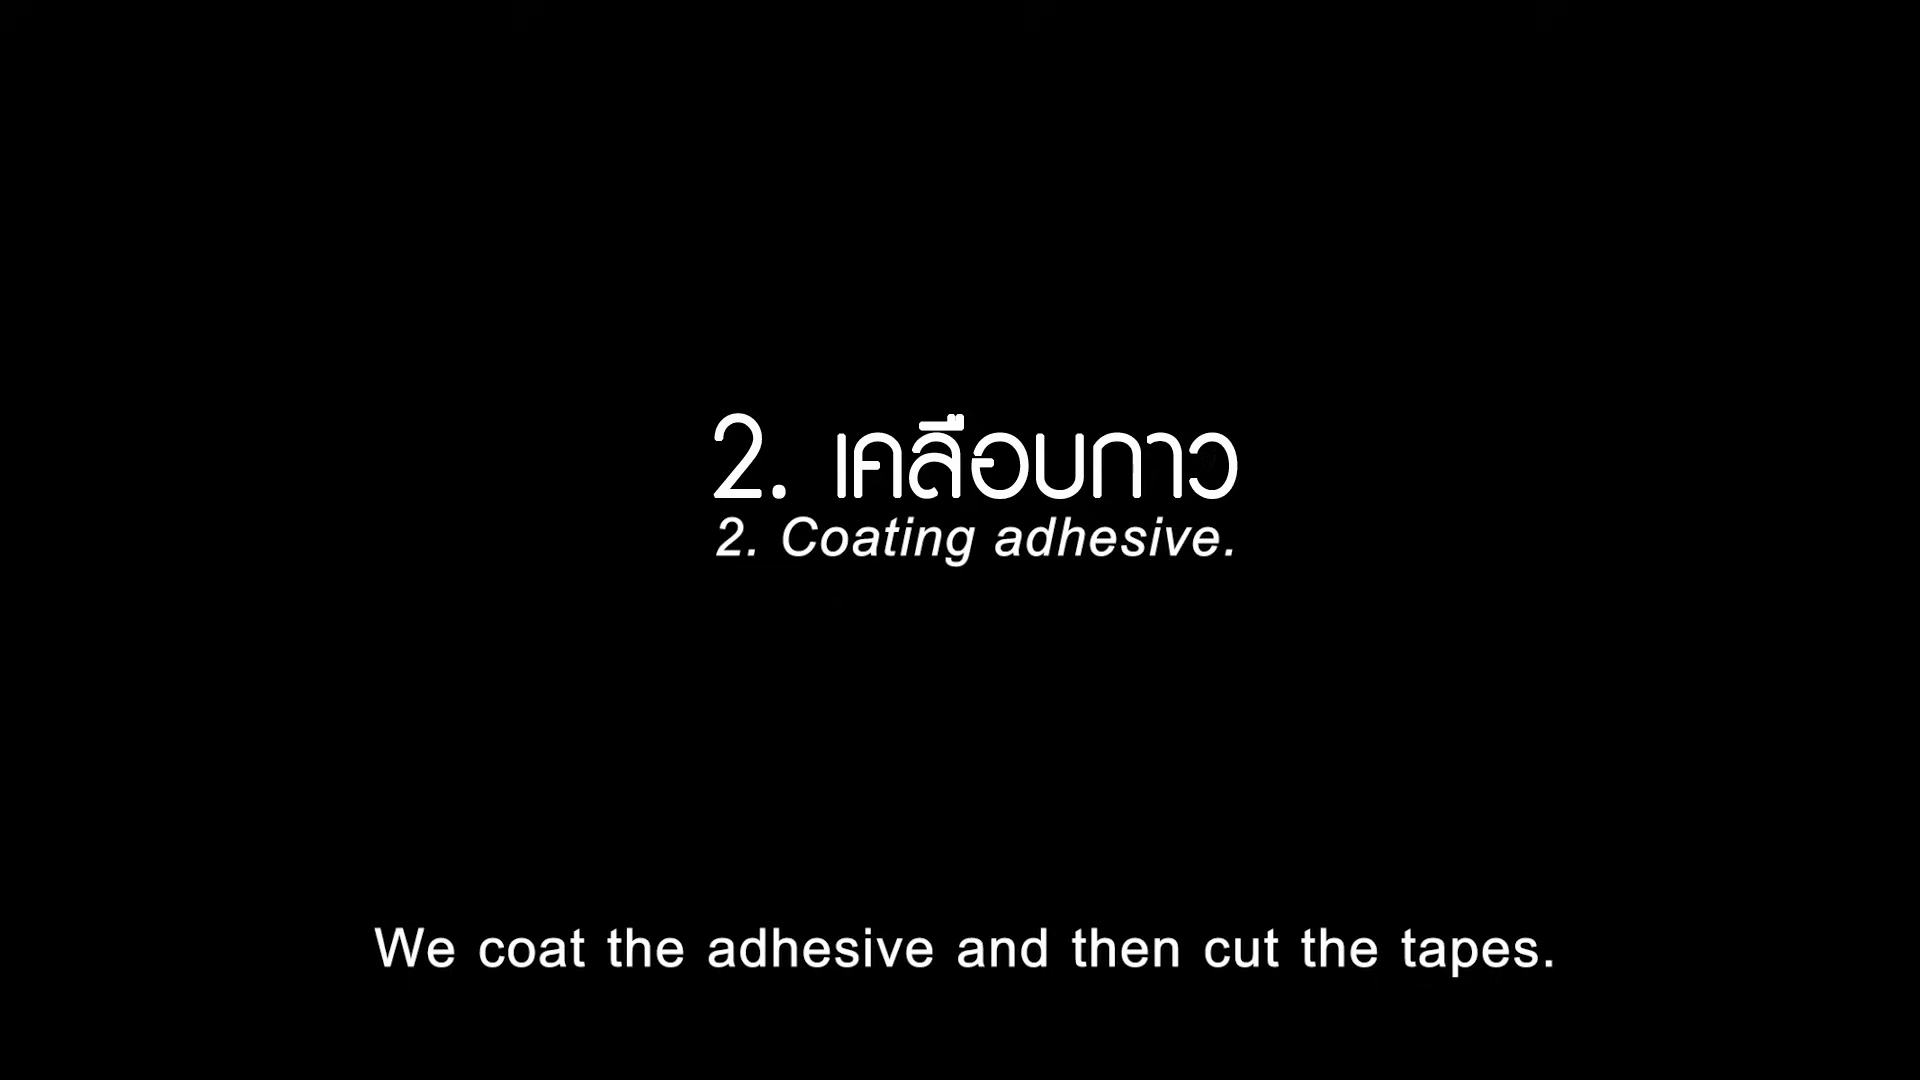 2. เคลือบกาว
2. Coating adhesive.
We coat the adhesive and then cut the tapes.